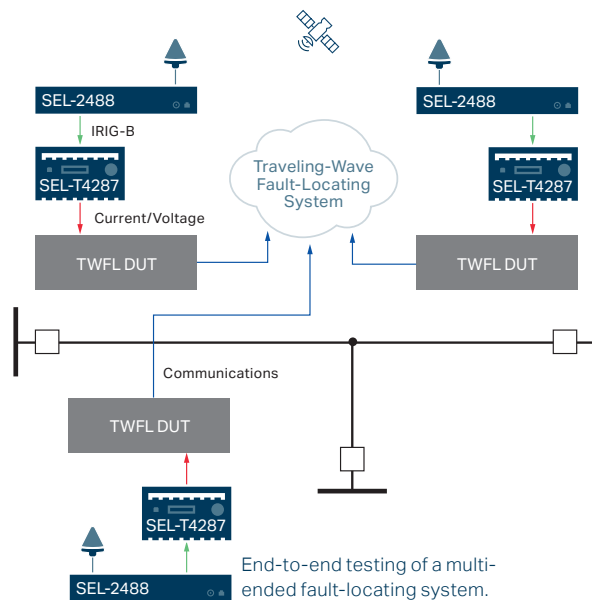 SEL-2488
SEL-2488
IRIG-B
SEL-T4287
Traveling-Wave
Fault-Locating
System
SEL-T4287
Current/Voltage
TWFL DUT
TWFL DUT
Communications
TWFL DUT
SEL-T4287
End-to-end testing of a multi-
ended fault-locating system.
SEL-2488